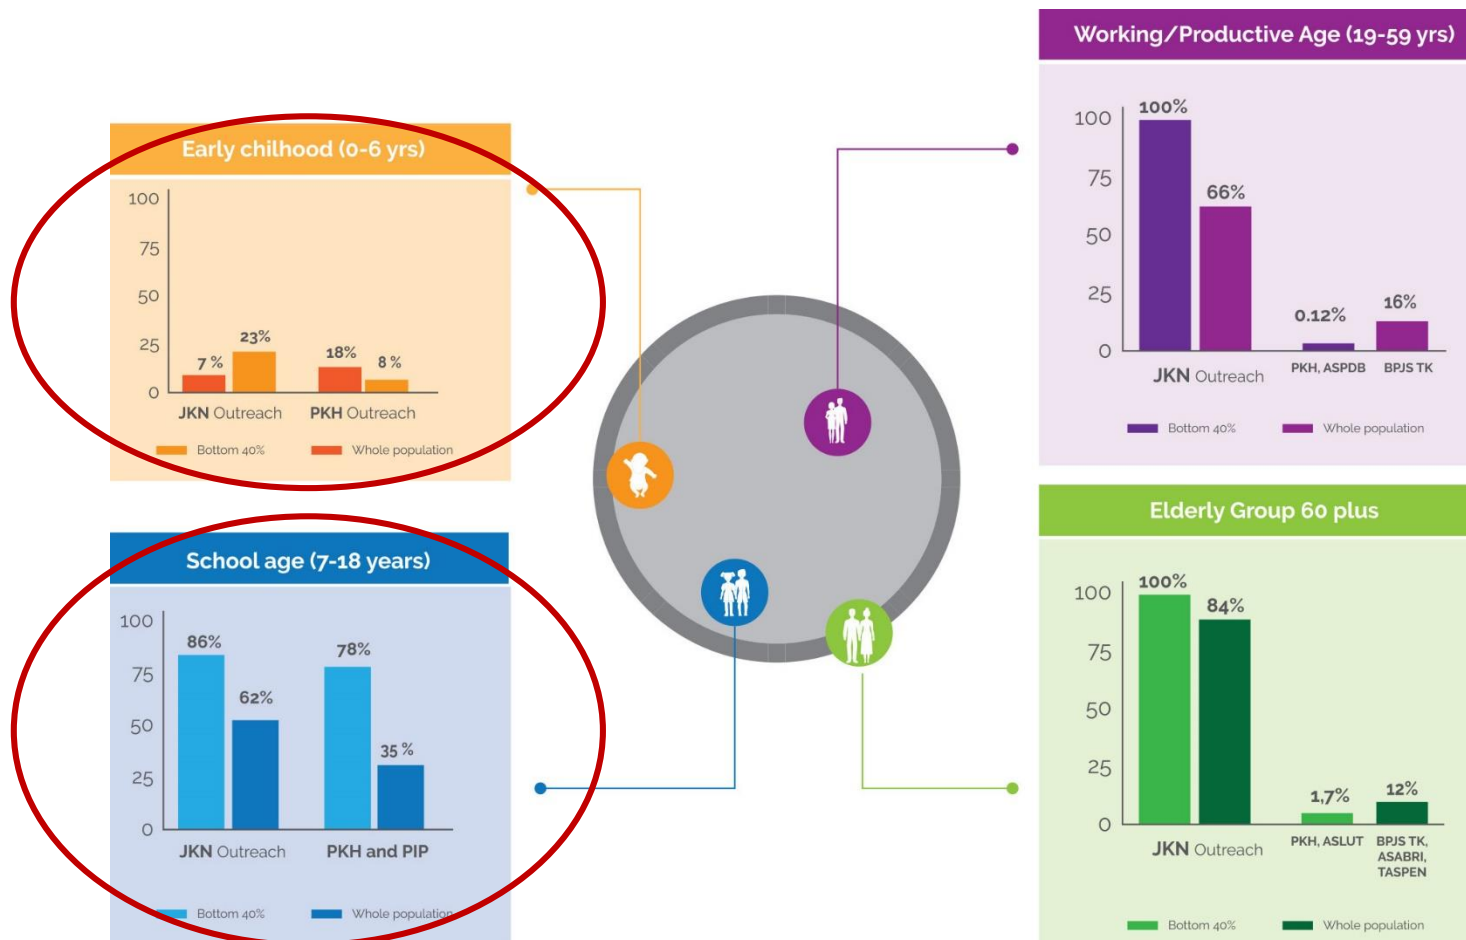 Early chilhood (0-6 yrs)
100
75
50
25
0
7 %
23%
18%
8 %
JKN Outreach
PKH Outreach
Bottom 40%
Whole population
School age (7-18 years)
100
75
50
25
0
86%
62%
78%
35 %
JKN Outreach
PKH and PIP
Bottom 40%
Whole population
Working/Productive Age (19-59 yrs)
100
75
50
25
0
100%
66%
0.12%
16%
JKN Outreach
PKH, ASPDB
BPJS TK
Bottom 40%
Whole population
Elderly Group 60 plus
100
75
50
25
0
100%
84%
1,7%
12%
JKN Outreach
PKH, ASLUT
BPJS TK,
ASABRI,
TASPEN
Bottom 40%
Whole population